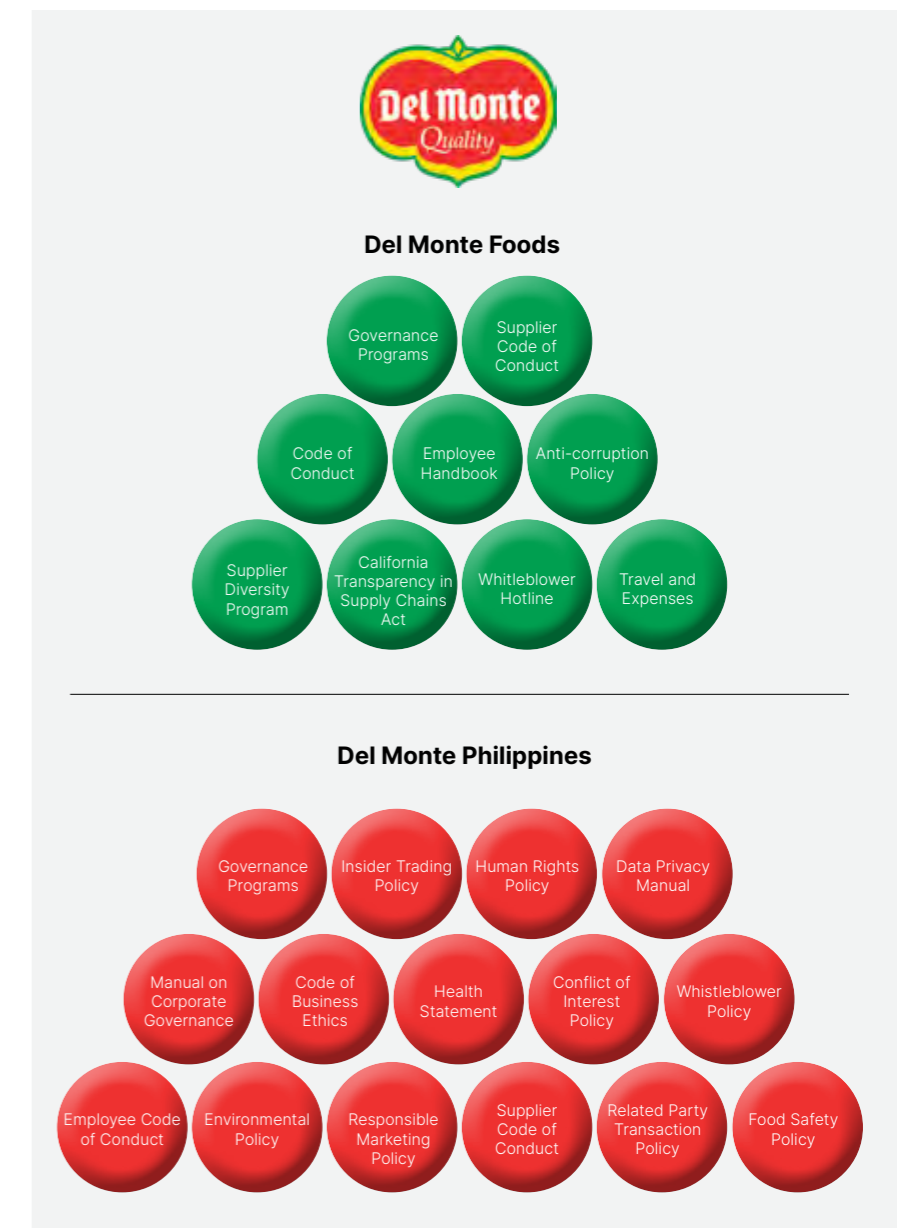 Del Monte
Quality
Del Monte Foods
Governance
Programs
Supplier
Code of
Conduct
Code of
Conduct
Employee
Handbook
Anti-corruption
Policy
Supplier
Diversity
Program
California
Transparency in
Supply Chains
Act
Whitleblower
Hotline
Travel and
Expenses
Del Monte Philippines
Governance
Programs
Insider Trading
Policy
Human Rights
Policy
Data Privacy
Manual
Manual on
Corporate
Governance
Code of
Business
Ethics
Health
Statement
Conflict of
Interest
Policy
Whistleblower
Policy
Employee Code
of Conduct
Environmental
Policy
Responsible
Marketing
Policy
Supplier
Code of
Conduct
Related Party
Transaction
Policy
Food Safety
Policy